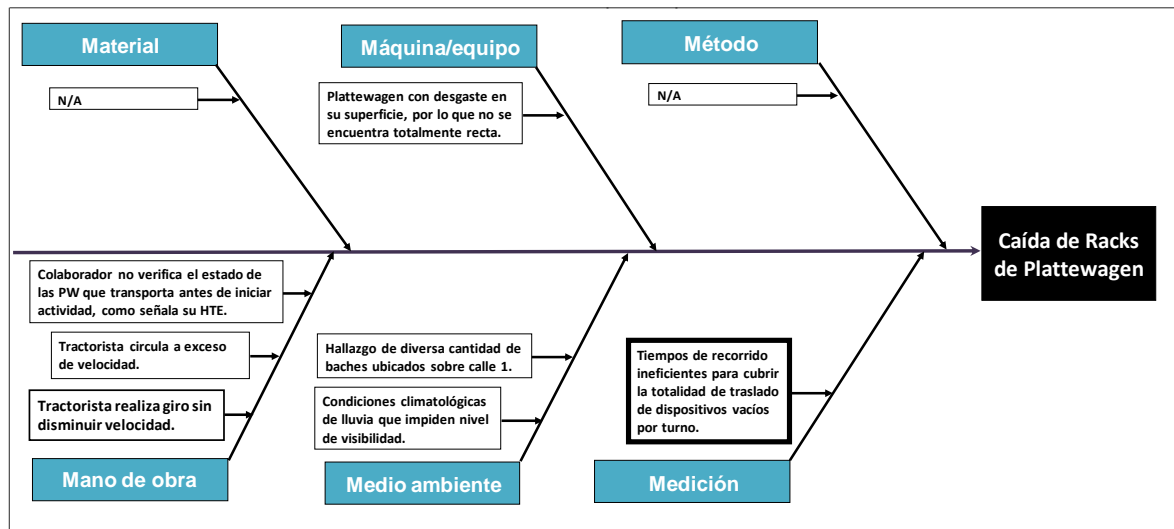 Material
Máquina/equipo
Método
N/A
Plattewagen con desgaste en
su superficie, por lo que no se
encuentra totalmente recta.
N/A
Caída de Racks
de Plattewagen
Colaborador no verifica el estado de
las PW que transporta antes de iniciar
actividad, como señala su HTE.
Tractorista circula a exceso
de velocidad.
Tractorista realiza giro sin
disminuir velocidad.
Hallazgo de diversa cantidad de
baches ubicados sobre calle 1.
Condiciones climatológicas
de lluvia que impiden nivel
de visibilidad.
Tiempos de recorrido
ineficientes para cubrir
la totalidad de traslado
de dispositivos vacíos
por turno.
Mano de obra
Medio ambiente
Medición